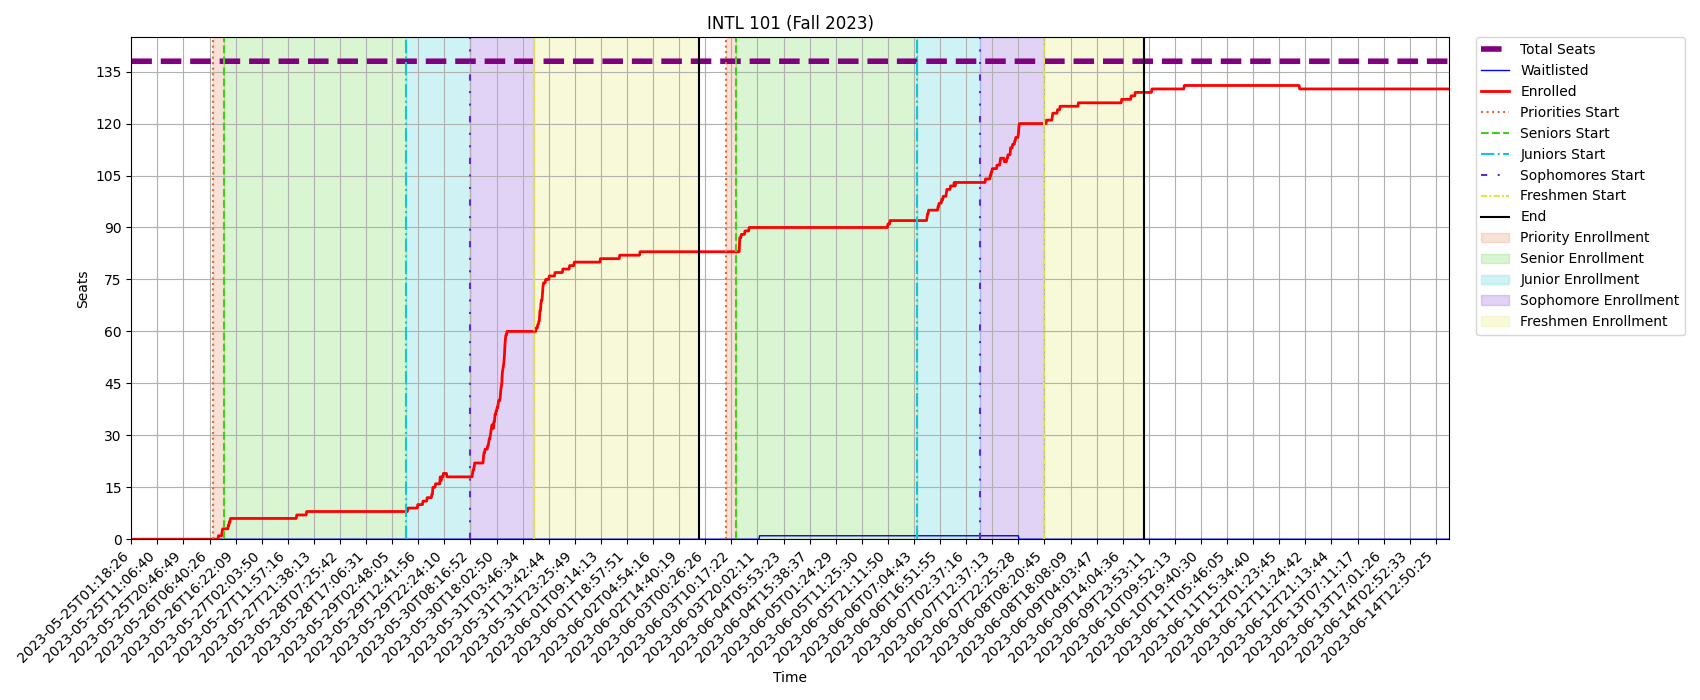 INTL 101 (Fall 2023)
Seats
135
120
105
90
75
60
45
30
15
0
2023-05-25T01:18:26
2023-05-25T11:06:40
2023-05-25T20:46:49
2023-05-26T06:40:26
2023-05-26T16:22:09
2023-05-27T02:03:50
2023-05-27T11:57:16
2023-05-27T21:38:13
2023-05-28T07:25:42
2023-05-28T17:06:31
2023-05-29T02:48:05
2023-05-29T12:41:56
2023-05-29T22:24:10
2023-05-30T08:16:52
2023-05-30T18:02:50
2023-05-31T03:46:34
2023-05-31T13:42:44
2023-05-31T23:25:49
2023-06-01T09:14:13
2023-06-01T18:57:51
2023-06-02T04:54:16
2023-06-02T14:40:19
2023-06-03T00:26:26
2023-06-03T10:17:22
2023-06-03T20:02:11
2023-06-04T05:53:23
2023-06-04T15:38:37
2023-06-05T01:24:29
2023-06-05T11:25:30
2023-06-05T21:11:50
2023-06-06T07:04:43
2023-06-06T16:51:55
2023-06-07T02:37:16
2023-06-07T12:37:13
2023-06-07T22:25:28
2023-06-08T08:20:45
2023-06-08T18:08:09
2023-06-09T04:03:47
2023-06-09T14:04:36
2023-06-09T23:53:11
2023-06-10T09:52:13
2023-06-10T19:40:30
2023-06-11T05:46:05
2023-06-11T15:34:40
2023-06-12T01:23:45
2023-06-12T11:24:42
2023-06-12T21:13:44
2023-06-13T07:11:17
2023-06-13T17:01:26
2023-06-14T02:52:33
2023-06-14T12:50:25
Time
Total Seats
Waitlisted
Enrolled
Priorities Start
Seniors Start
Juniors Start
Sophomores Start
Freshmen Start
End
Priority Enrollment
Senior Enrollment
Junior Enrollment
Sophomore Enrollment
Freshmen Enrollment